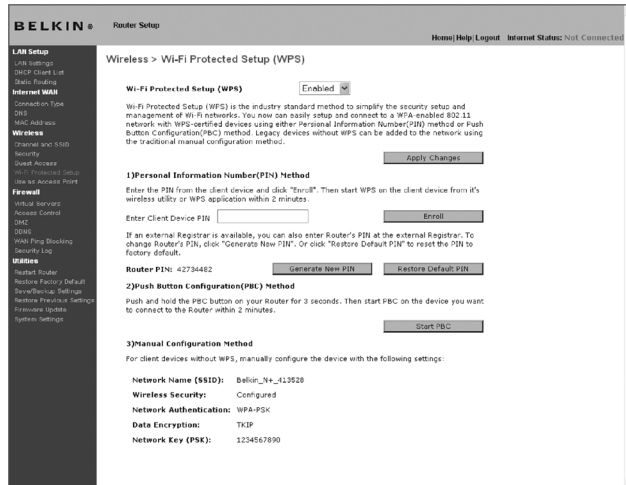 BELKIN®
Router Setup
Home|Help|Logout Internet Status: Not Connected
LAN Setup
LAN Settings
DHCP Client List
Static Routing
Internet WAN
Connection Type
DNS
MAC Address
Wireless
Channel and SSID
Security
Guest Access
Wi-Fi Protected Setup
Use as Access Point
Firewall
Virtual Servers
Access Control
DMZ
DDNS
WAN Ping Blocking
Security Log
Utilities
Restart Router
Restore Factory Default
Save/Backup Settings
Restore Previous Settings
Firmware Update
System Settings
Wireless > Wi-Fi Protected Setup (WPS)
Wi-Fi Protected Setup (WPS) Enabled
Wi-Fi Protected Setup (WPS) is the industry standard method to simplify the security setup and
management of Wi-Fi networks. You now can easily setup and connect to a WPA-enabled 802.11
network with WPS-certified devices using either Personal Information Number(PIN) method or Push
Button Configuration(PBC) method. Legacy devices without WPS can be added to the network using
the traditional manual configuration method.
Apply Changes
1)Personal Information Number(PIN) Method
Enter the PIN from the client device and click "Enroll". Then start WPS on the client device from it's
wireless utility or WPS application within 2 minutes.
Enter Client Device PIN Enroll
If an external Registrar is available, you can also enter Router's PIN at the external Registrar. To
change Router's PIN, click "Generate New PIN". Or click "Restore Default PIN" to reset the PIN to
factory default.
Router PIN: 42734482 Generate New PIN Restore Default PIN
2)Push Button Configuration(PBC) Method
Push and hold the PBC button on your Router for 3 seconds. Then start PBC on the device you want
to connect to the Router within 2 minutes.
Start PBC
3)Manual Configuration Method
For client devices without WPS, manually configure the device with the following settings:
Network Name (SSID): Belkin_N+_413528
Wireless Security: Configured
Network Authentication: WPA-PSK
Data Encryption: TKIP
Network Key (PSK): 1234567890